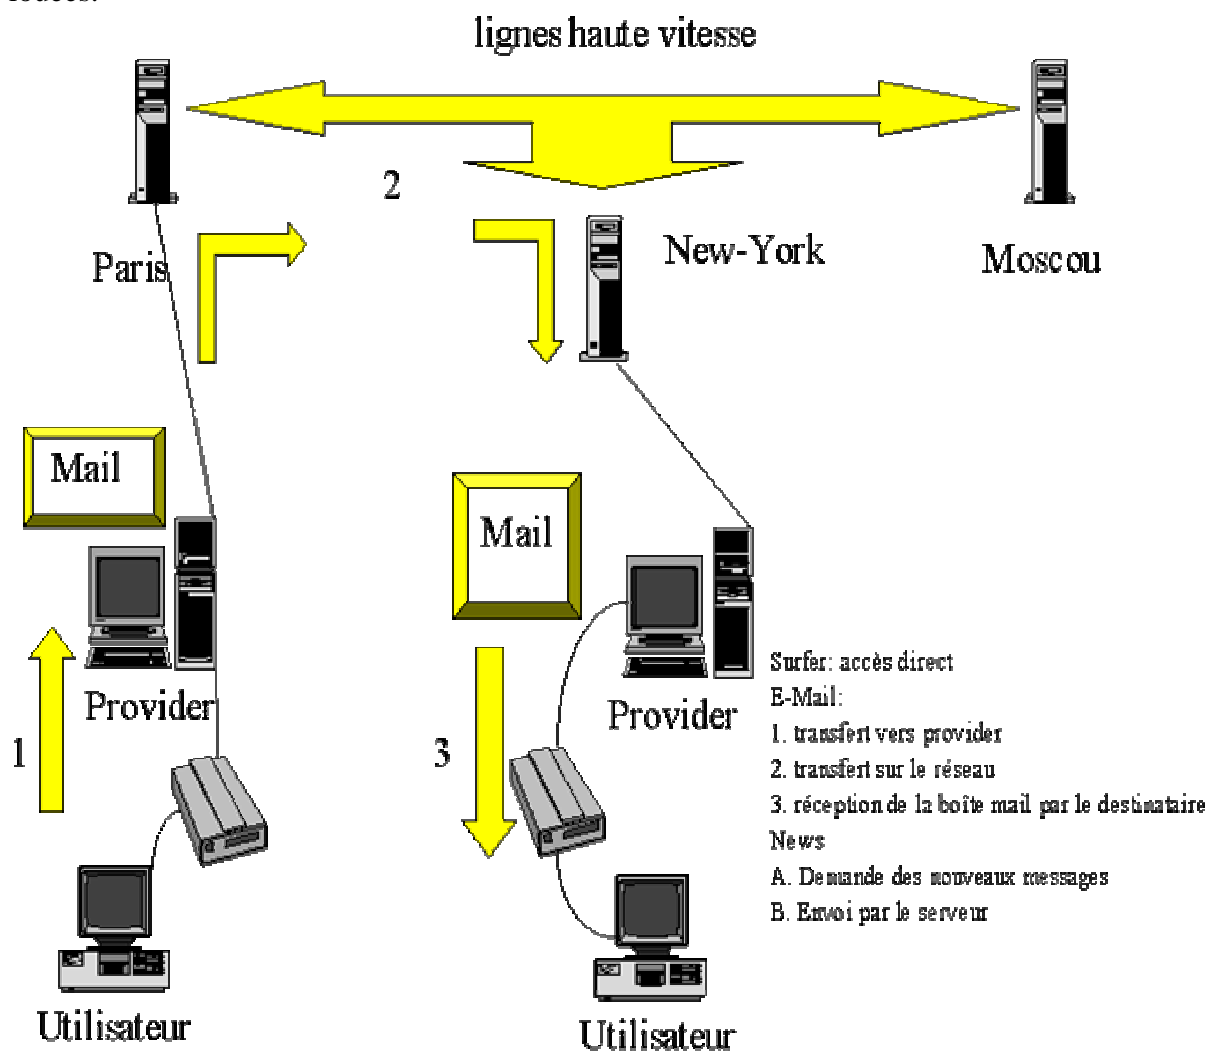 louées.
lignes haute vitesse
2
Paris
New-York
Moscou
Mail
Mail
Provider
Provider
1
3
Surfer: accès direct
E-Mail:
1. transfert vers provider
2. transfert sur le réseau
3. réception de la boîte mail par le destinataire
News
A. Demande des nouveaux messages
B. Envoi par le serveur
Utilisateur
Utilisateur